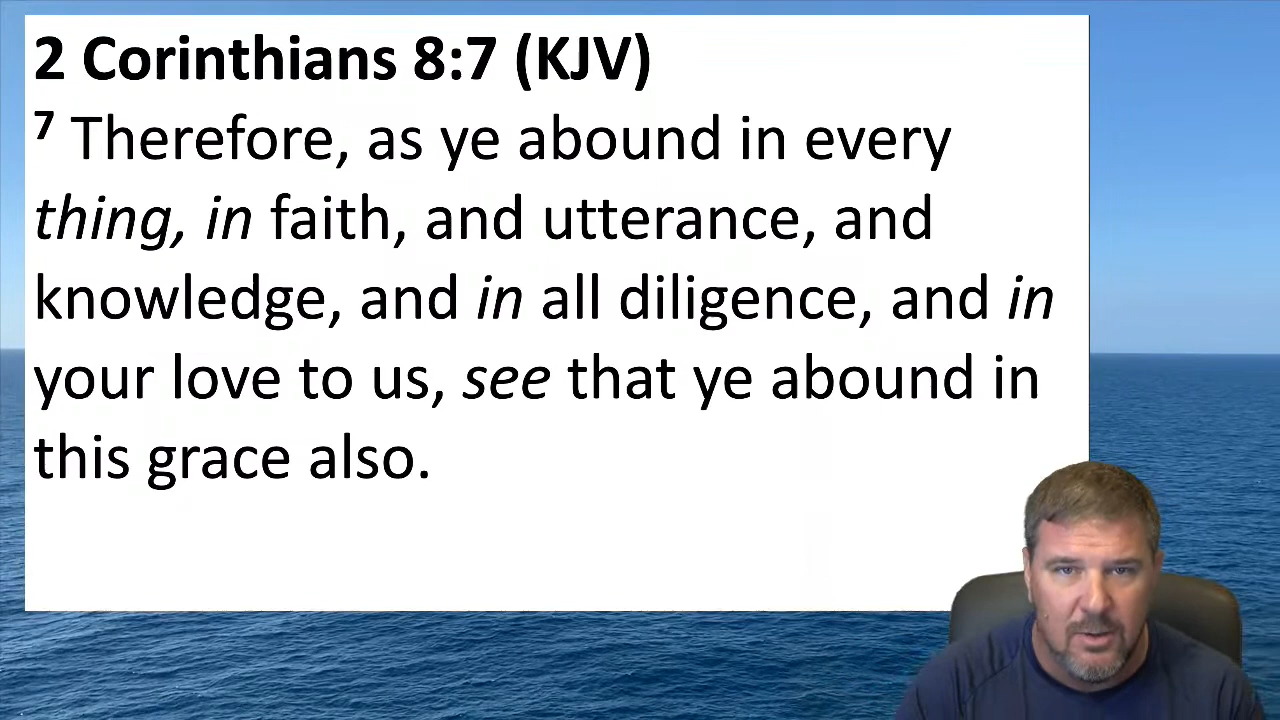 2 Corinthians 8:7 (KJV)
7 Therefore, as ye abound in every
thing, in faith, and utterance, and
knowledge, and in all diligence, and in
your love to us, see that ye abound in
this grace also.